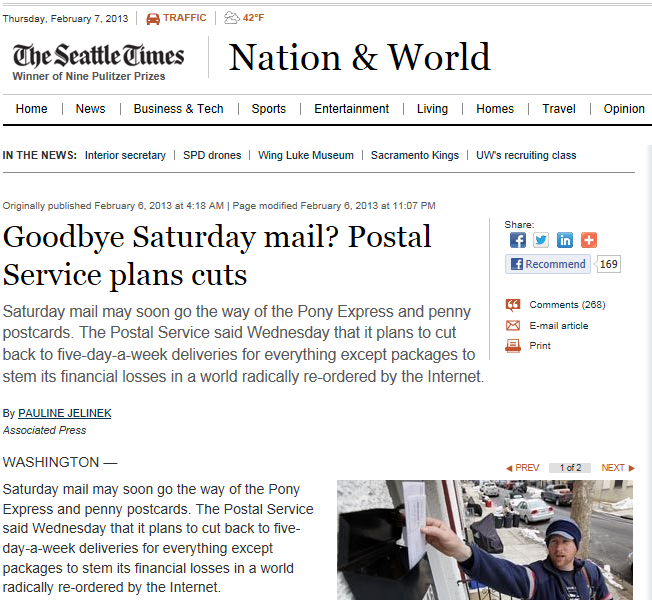 Thursday, February 7, 2013 TRAFFIC 42°F
The Seattle Times
Winner of Nine Pulitzer Prizes
Nation & World
Home News Business & Tech Sports Entertainment Living Homes Travel Opinion
IN THE NEWS: Interior secretary SPD drones Wing Luke Museum Sacramento Kings UW's recruiting class
Originally published February 6, 2013 at 4:18 AM | Page modified February 6, 2013 at 11:07 PM
Goodbye Saturday mail? Postal
Service plans cuts
Saturday mail may soon go the way of the Pony Express and penny
postcards. The Postal Service said Wednesday that it plans to cut
back to five-day-a-week deliveries for everything except packages to
stem its financial losses in a world radically re-ordered by the Internet.
Share:
Recommend 169
Comments (268)
E-mail article
Print
By PAULINE JELINEK
Associated Press
WASHINGTON —
Saturday mail may soon go the way of the Pony
Express and penny postcards. The Postal Service
said Wednesday that it plans to cut back to five-
day-a-week deliveries for everything except
packages to stem its financial losses in a world
radically re-ordered by the Internet.
PREV 1 of 2 NEXT